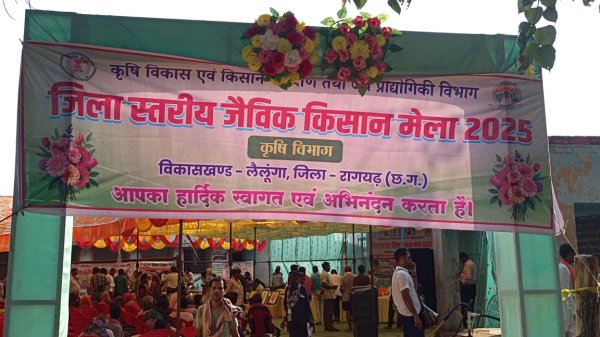 कृषि विकास एवं किसान कल्याण तथा जैव प्रौद्योगिकी विभाग
जिला स्तरीय जैविक किसान मेला 2025
कृषि विभाग
विकासखण्ड - लैलूंगा, जिला - रायगढ़ (छ.ग.)
आपका हार्दिक स्वागत एवं अभिनंदन करता है।